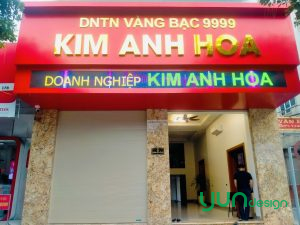 DNTN VÀNG BẠC 9999
KIM ANH HOA
DOANH NGHIỆP KIM ANH HOA
yun design